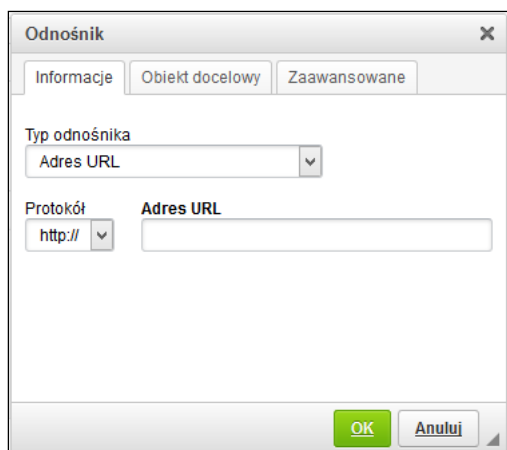 Odnośnik
Informacje Obiekt docelowy Zaawansowane
Typ odnośnika
Adres URL
Protokół Adres URL
http://
OK Anuluj